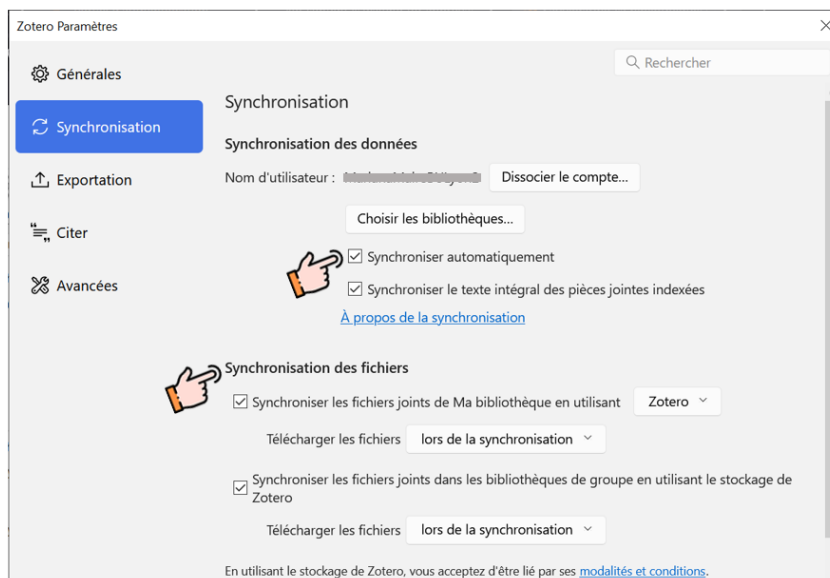 Zotero Paramètres
Rechercher
Générales
Synchronisation
Exportation
Citer
Avancées
Synchronisation
Synchronisation des données
Nom d'utilisateur : Dissocier le compte...
Choisir les bibliothèques...
Synchroniser automatiquement
Synchroniser le texte intégral des pièces jointes indexées
À propos de la synchronisation
Synchronisation des fichiers
Synchroniser les fichiers joints de Ma bibliothèque en utilisant Zotero
Télécharger les fichiers lors de la synchronisation
Synchroniser les fichiers joints dans les bibliothèques de groupe en utilisant le stockage de
Zotero
Télécharger les fichiers lors de la synchronisation
En utilisant le stockage de Zotero, vous acceptez d'être lié par ses modalités et conditions.